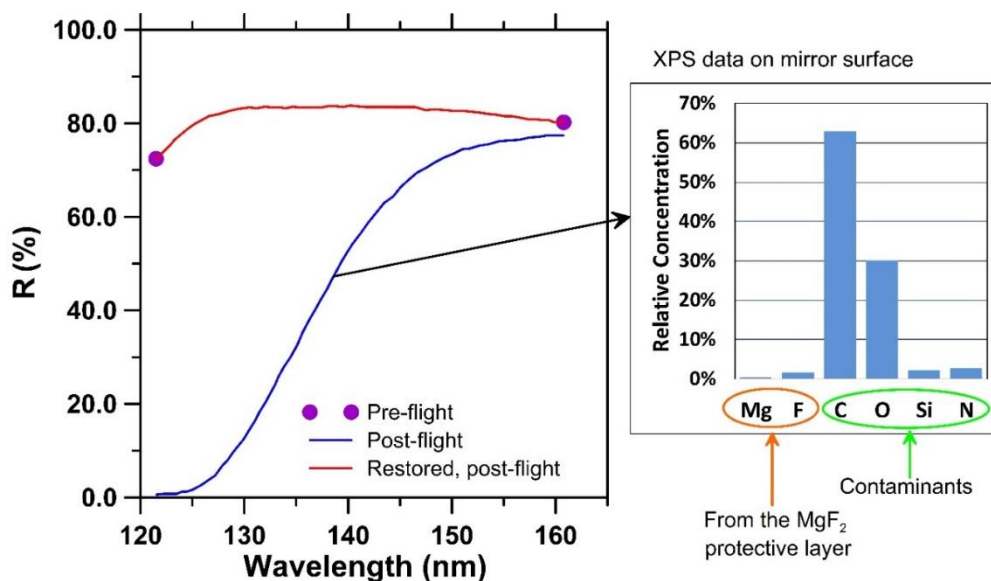 100.0
80.0
60.0
40.0
20.0
0.0
R (%)
120 130 140 150 160
Wavelength (nm)
Pre-flight
Post-flight
Restored, post-flight
XPS data on mirror surface
70%
60%
50%
40%
30%
20%
10%
0%
Relative Concentration
Mg F C O Si N
Contaminants
From the MgF₂
protective layer